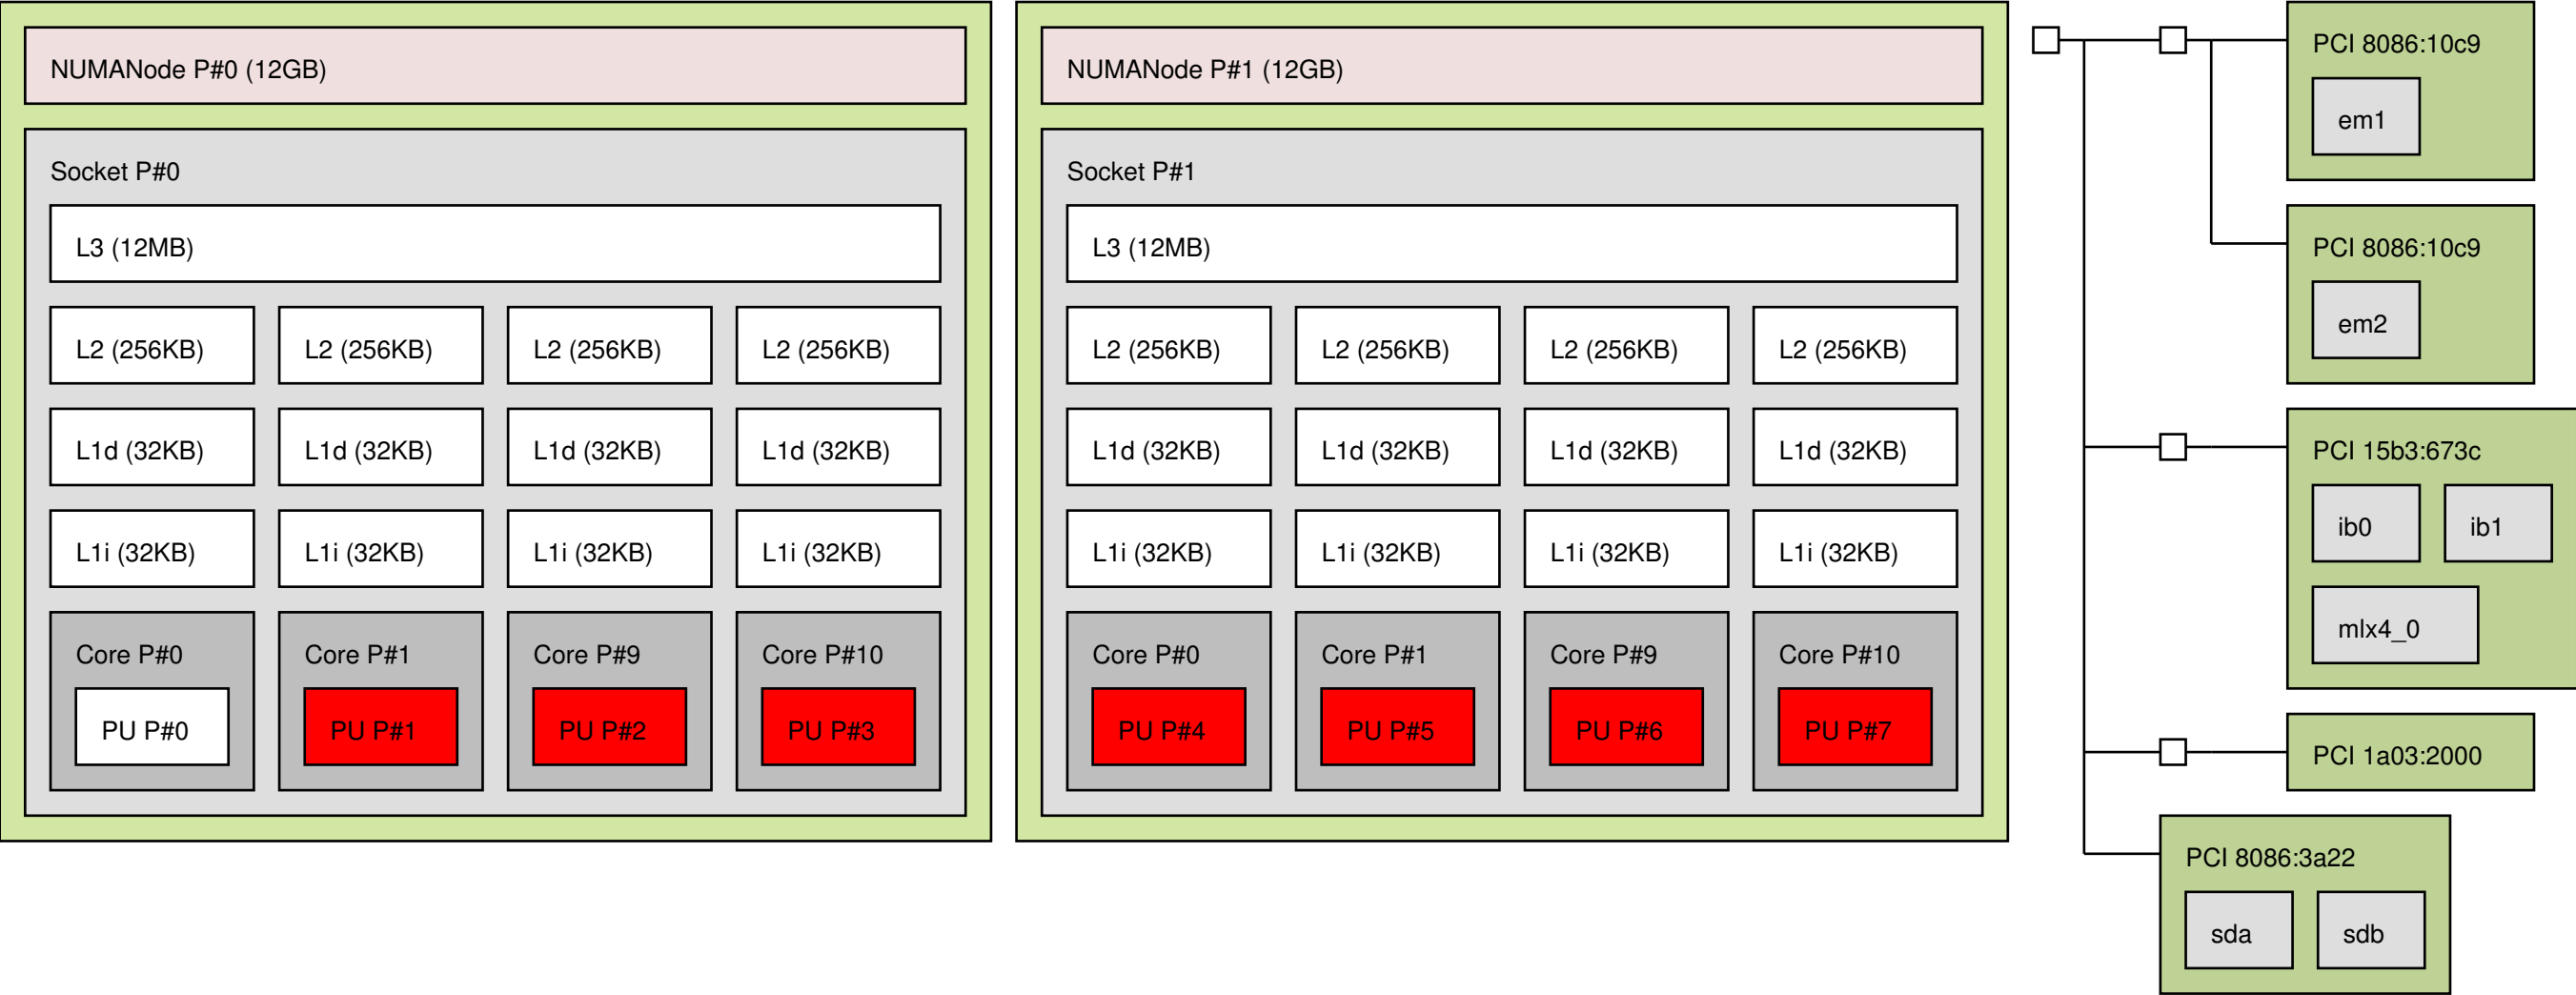 NUMANode P#0 (12GB)
Socket P#0
L3 (12MB)
L2 (256KB) L2 (256KB) L2 (256KB) L2 (256KB)
L1d (32KB) L1d (32KB) L1d (32KB) L1d (32KB)
L1i (32KB) L1i (32KB) L1i (32KB) L1i (32KB)
Core P#0 Core P#1 Core P#9 Core P#10
PU P#0 PU P#1 PU P#2 PU P#3
NUMANode P#1 (12GB)
Socket P#1
L3 (12MB)
L2 (256KB) L2 (256KB) L2 (256KB) L2 (256KB)
L1d (32KB) L1d (32KB) L1d (32KB) L1d (32KB)
L1i (32KB) L1i (32KB) L1i (32KB) L1i (32KB)
Core P#0 Core P#1 Core P#9 Core P#10
PU P#4 PU P#5 PU P#6 PU P#7
PCI 8086:10c9
em1
PCI 8086:10c9
em2
PCI 15b3:673c
ib0 ib1
mlx4_0
PCI 1a03:2000
PCI 8086:3a22
sda sdb